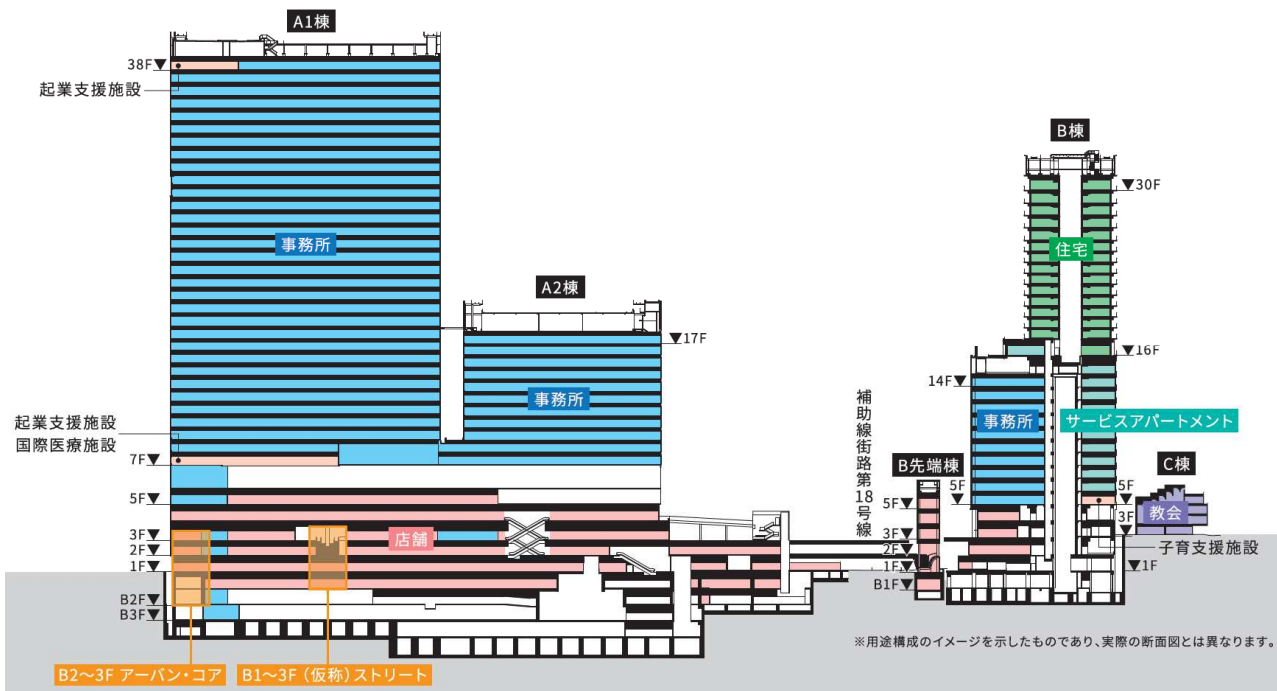 A1棟
38F▼
起業支援施設
事務所
A2棟
▼17F
事務所
起業支援施設
国際医療施設
7F▼
5F▼
3F▼
2F▼
1F▼
B2F▼
B3F▼
店舗
B2～3F アーバン・コア
B1～3F（仮称）ストリート
補助線街路第18号線
B先端棟
5F▼
3F▼
2F▼
1F▼
B1F▼
B棟
▼30F
住宅
▼16F
14F▼
事務所
サービスアパートメント
5F
▼
5F
▼
3F
▼
▼1F
C棟
教会
子育支援施設
※用途構成のイメージを示したものであり、実際の断面図とは異なります。